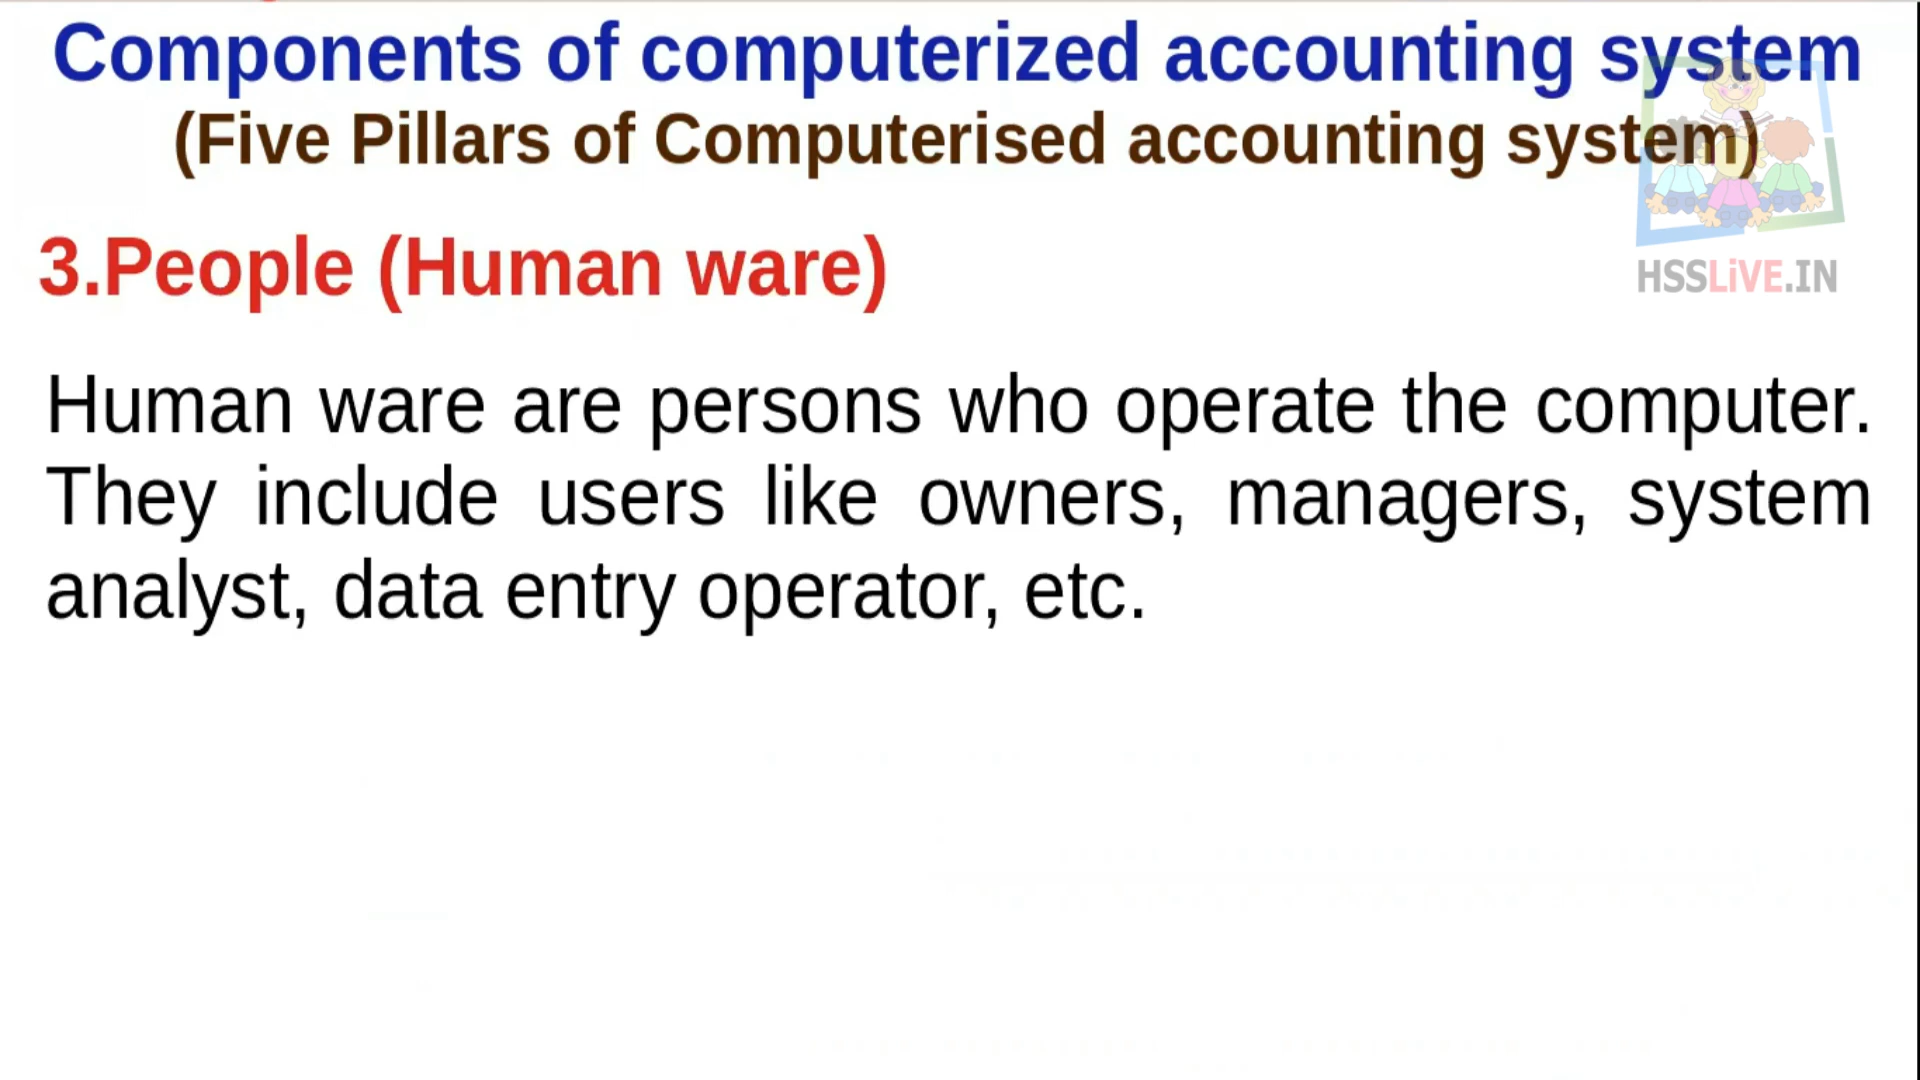 Components of computerized accounting system
(Five Pillars of Computerised accounting system)
3.People (Human ware)
HSSLiVE.IN
Human ware are persons who operate the computer.
They include users like owners, managers, system
analyst, data entry operator, etc.